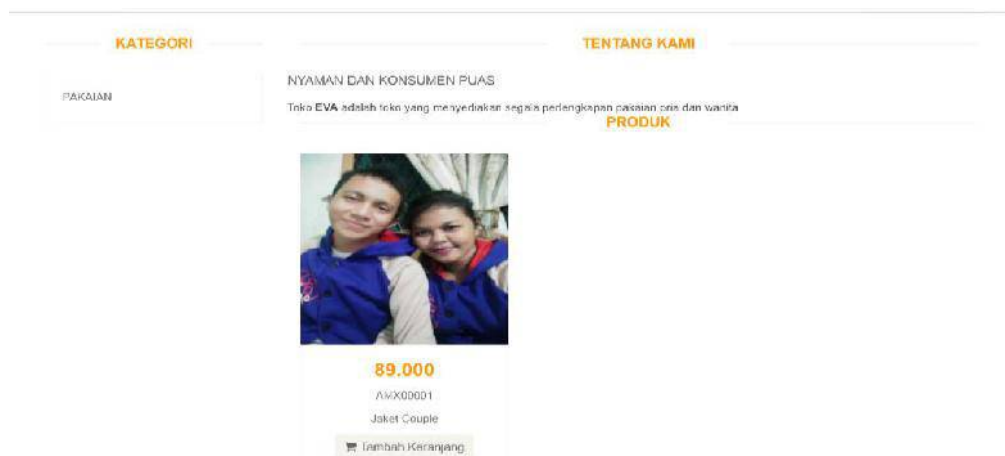 KATEGORI
PAKAIAN
TENTANG KAMI
NYAMAN DAN KONSUMEN PUAS
Toko EVA adalah toko yang menyediakan segala perlengkapan pakaian pria dan wanita
PRODUK
89.000
AMX00001
Jaket Couple
Tambah Keranjang